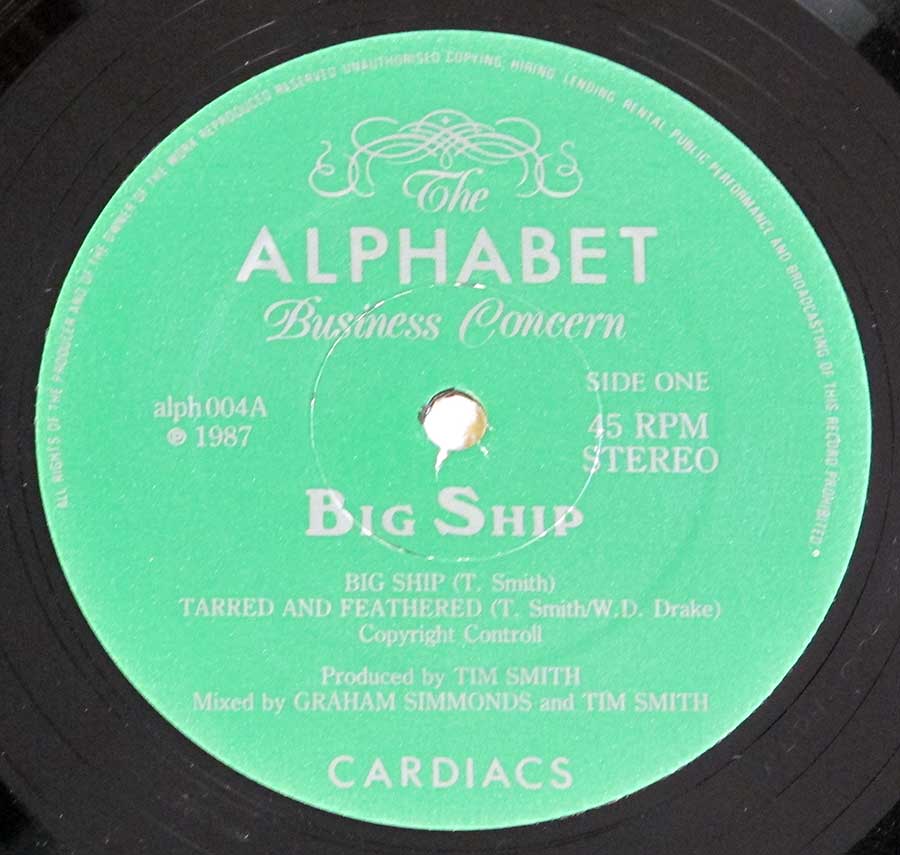 ALL RIGHTS OF THE PRODUCER AND OF THE OWNER OF THE WORK REPRODUCED RESERVED UNAUTHORISED COPYING, HIRING, LENDING, RENTAL PUBLIC PERFORMANCE AND BROADCASTING OF THIS RECORD PROHIBITED •
The
ALPHABET
Business Concern
SIDE ONE
alph 004A
℗ 1987
45 RPM
STEREO
BIG SHIP
BIG SHIP (T. Smith)
TARRED AND FEATHERED (T. Smith/W.D. Drake)
Copyright Controll
Produced by TIM SMITH
Mixed by GRAHAM SIMMONDS and TIM SMITH
CARDIACS